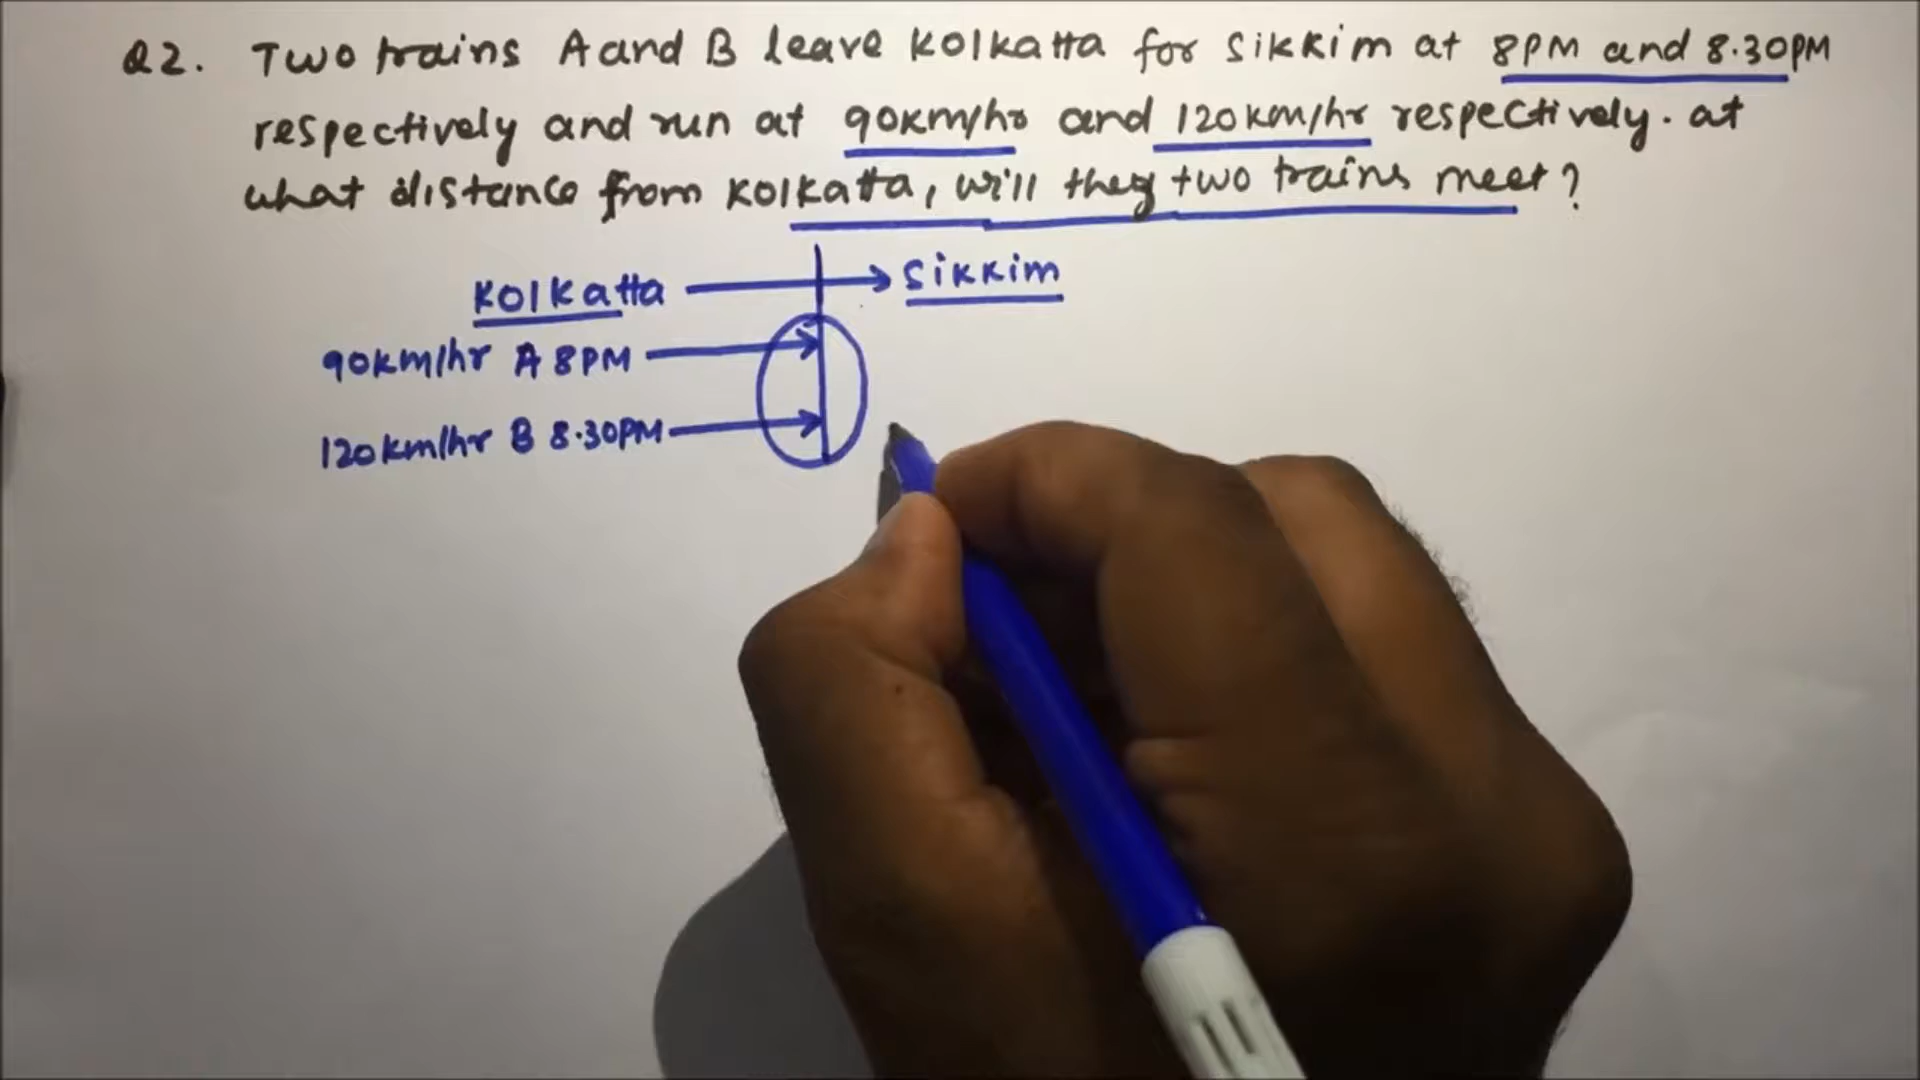 Q2. Two trains A and B leave Kolkatta for Sikkim at 8PM and 8.30PM
respectively and run at 90km/hr and 120km/hr respectively. at
what distance from Kolkatta, will they two trains meet?
Kolkatta Sikkim
90km/hr A 8PM
120km/hr B 8.30PM